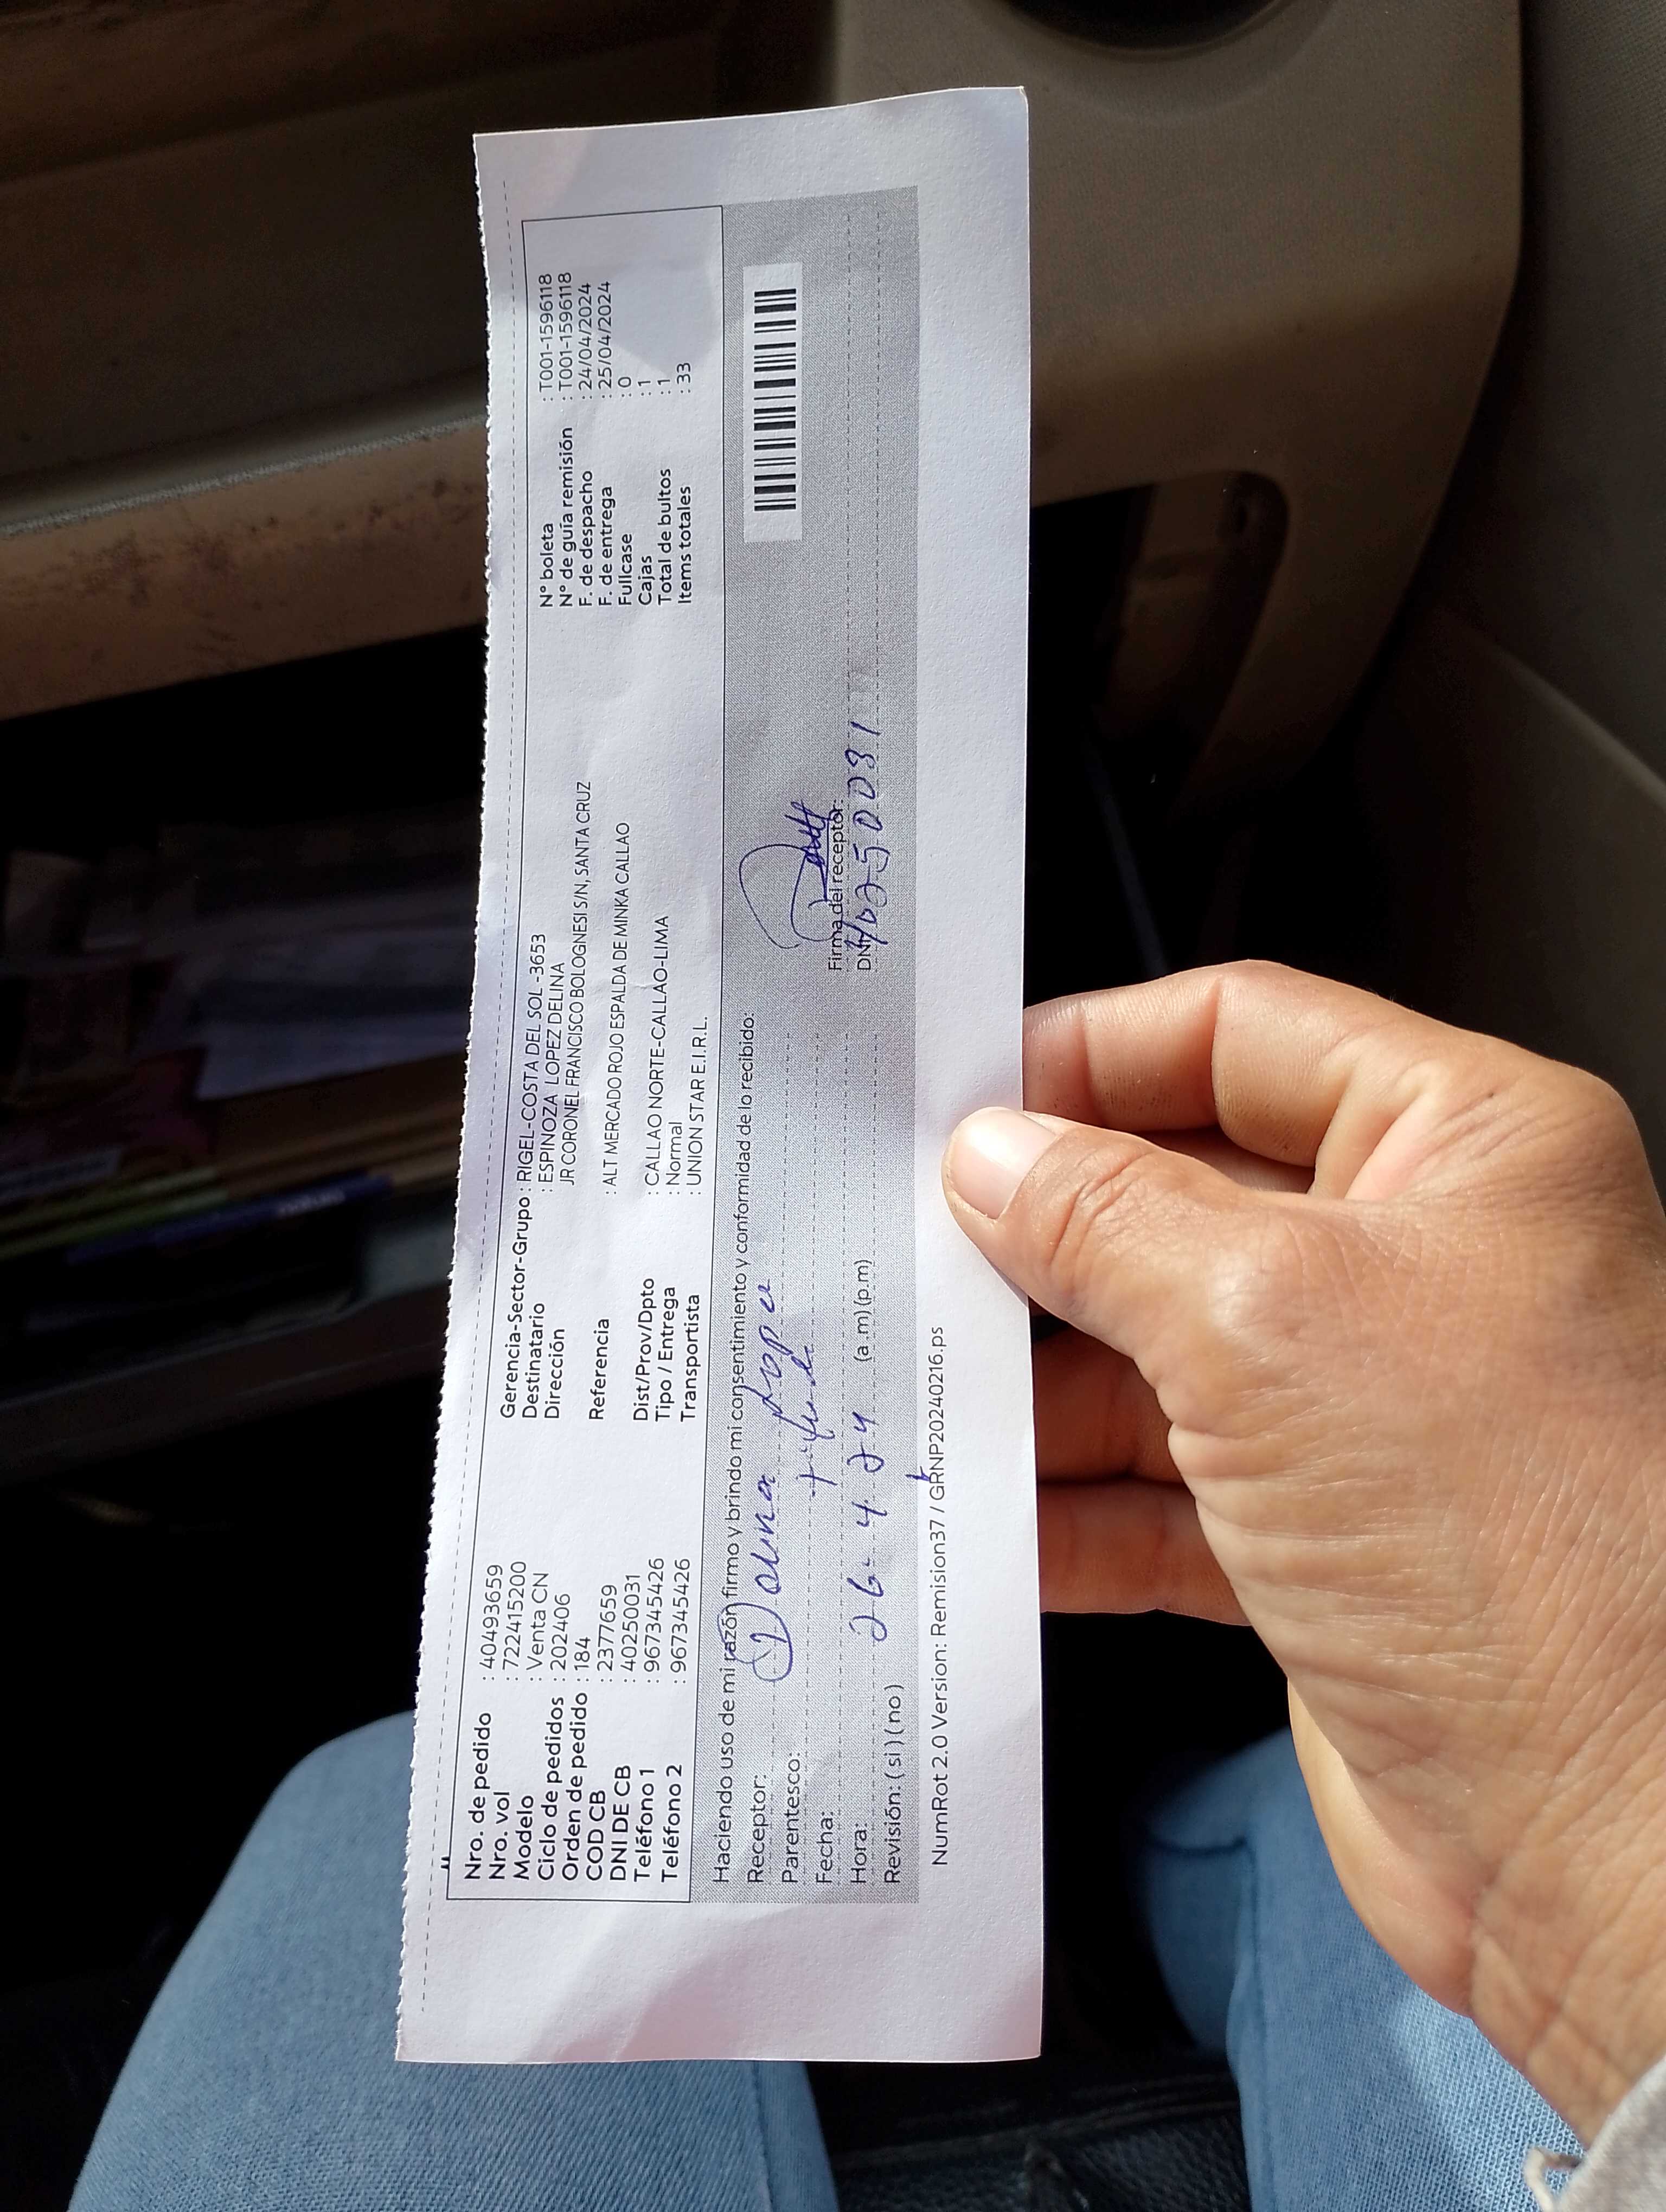 Nro. de pedido : 40493659
Nro. vol : 722415200
Modelo : Venta CN
Ciclo de pedidos : 202406
Orden de pedido : 184
COD CB : 2377659
DNI DE CB : 40250031
Teléfono 1 : 967345426
Teléfono 2 : 967345426
Gerencia-Sector-Grupo : RIGEL-COSTA DEL SOL -3653
Destinatario : ESPINOZA LOPEZ DELINA
Dirección JR CORONEL FRANCISCO BOLOGNESI S/N, SANTA CRUZ
Referencia : ALT MERCADO ROJO ESPALDA DE MINKA CALLAO
Dist/Prov/Dpto : CALLAO NORTE-CALLAO-LIMA
Tipo / Entrega : Normal
Transportista : UNION STAR E.I.R.L.
N° boleta : T001-1596118
N° de guía remisión : T001-1596118
F. de despacho : 24/04/2024
F. de entrega : 25/04/2024
Fullcase : 0
Cajas : 1
Total de bultos : 1
Items totales : 33
Haciendo uso de mi razón firmo y brindo mi consentimiento y conformidad de lo recibido:
Receptor:
Parentesco:
Fecha: 26 4 24
Hora: (a.m) (p.m)
Revisión: ( si ) ( no )
Firma del receptor:
DNI: 40250031
NumRot 2.0 Version: Remision37 / GRNP20240216.ps